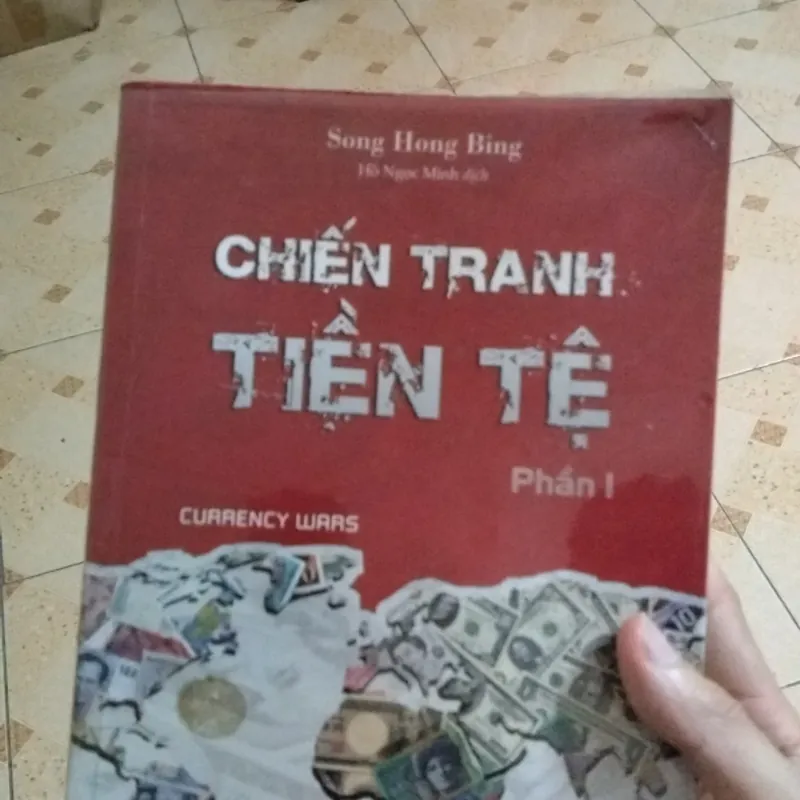 Song Hong Bing
Hồ Ngọc Minh dịch
CHIẾN TRANH
TIỀN TỆ
Phần I
CURRENCY WARS